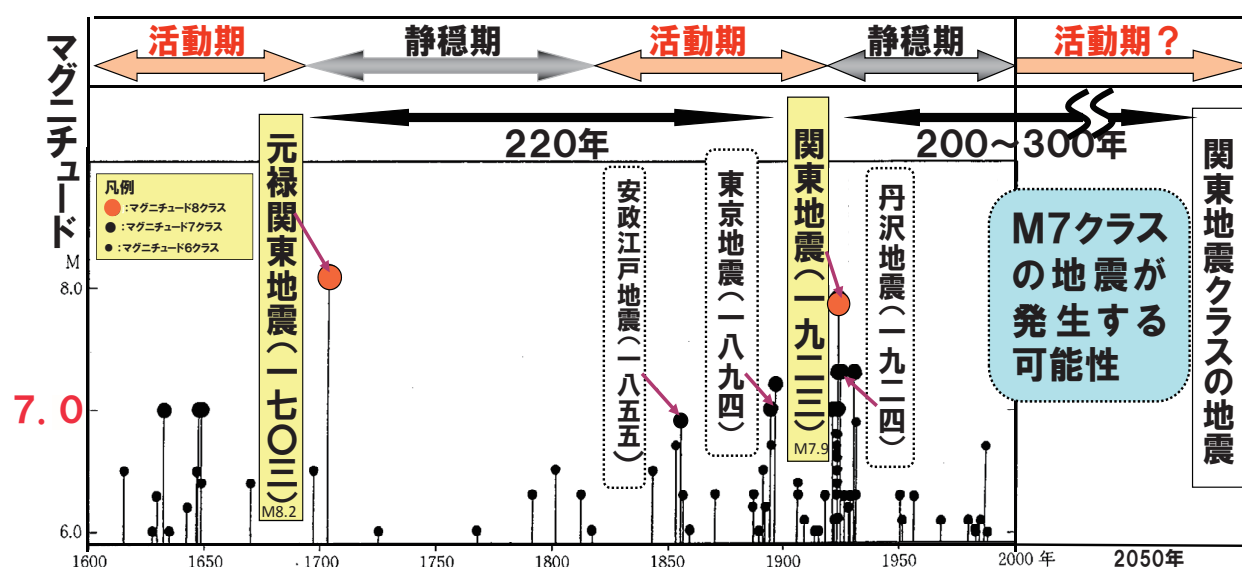 活動期
静穏期
活動期
静穏期
活動期？
マグニチュード
220年
200～300年
凡例
:マグニチュード8クラス
:マグニチュード7クラス
:マグニチュード6クラス
元禄関東地震(一七〇三)
M8.2
安政江戸地震(一八五五)
東京地震(一八九四)
関東地震(一九二三)
M7.9
丹沢地震(一九二四)
M7クラス
の地震が
発生する
可能性
関東地震クラスの地震
M
8.0
7.0
6.0
1600
1650
1700
1750
1800
1850
1900
1950
2000 年
2050年